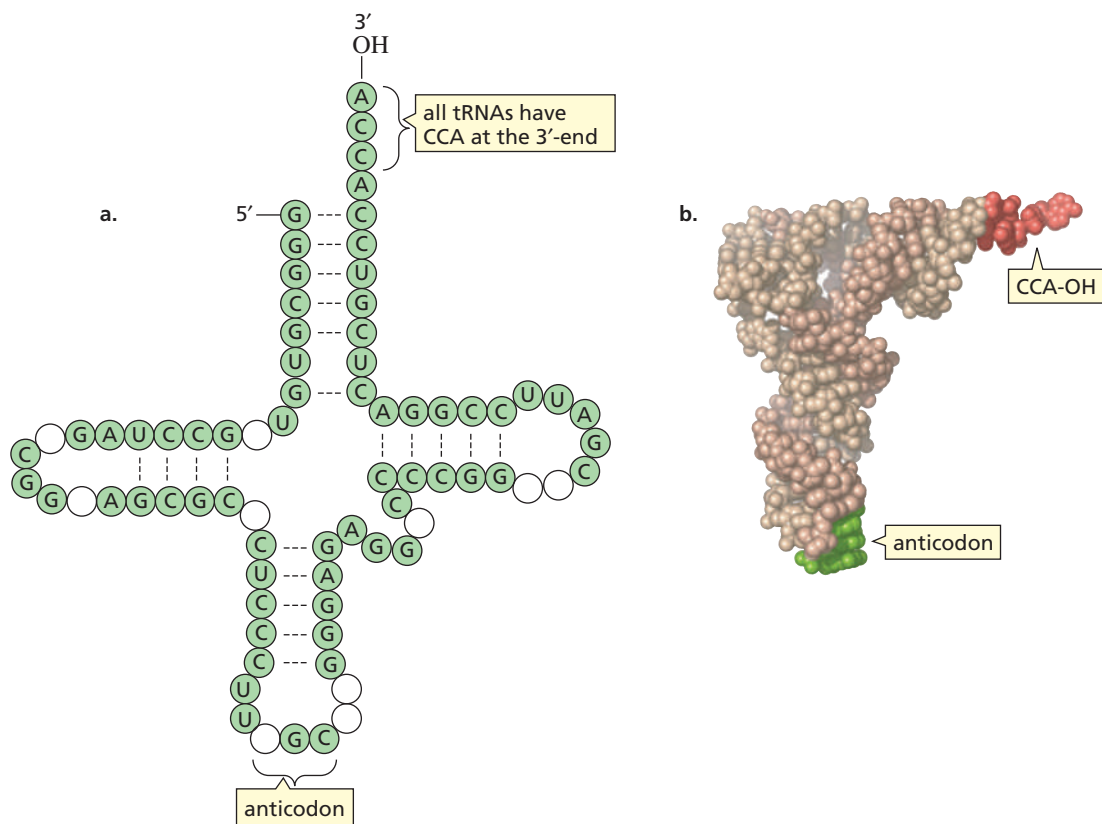 3′
OH
A
C
C
A
all tRNAs have
CCA at the 3′-end
a.
5′ G C
G C
G U
C G
G C
U U
G C
U
G A U C C G
C
G
G A G C G C
A G G C C U U A G C
C C C G G
C
A G G
C G
U A
C G
C G
C G
U
U
G C
anticodon
b.
CCA-OH
anticodon